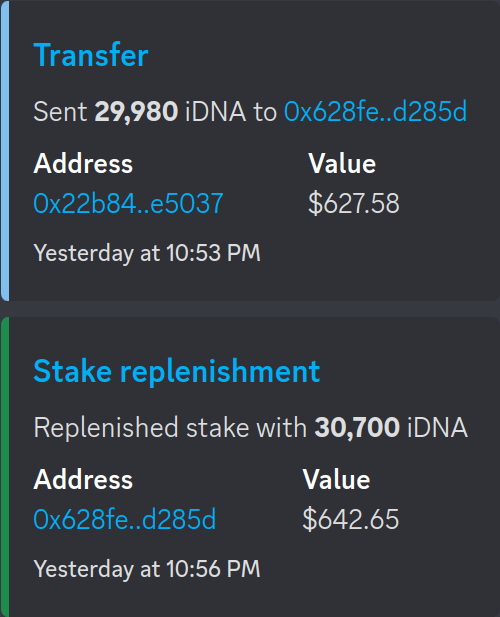 Transfer
Sent 29,980 iDNA to 0x628fe..d285d
Address Value
0x22b84..e5037 $627.58
Yesterday at 10:53 PM
Stake replenishment
Replenished stake with 30,700 iDNA
Address Value
0x628fe..d285d $642.65
Yesterday at 10:56 PM